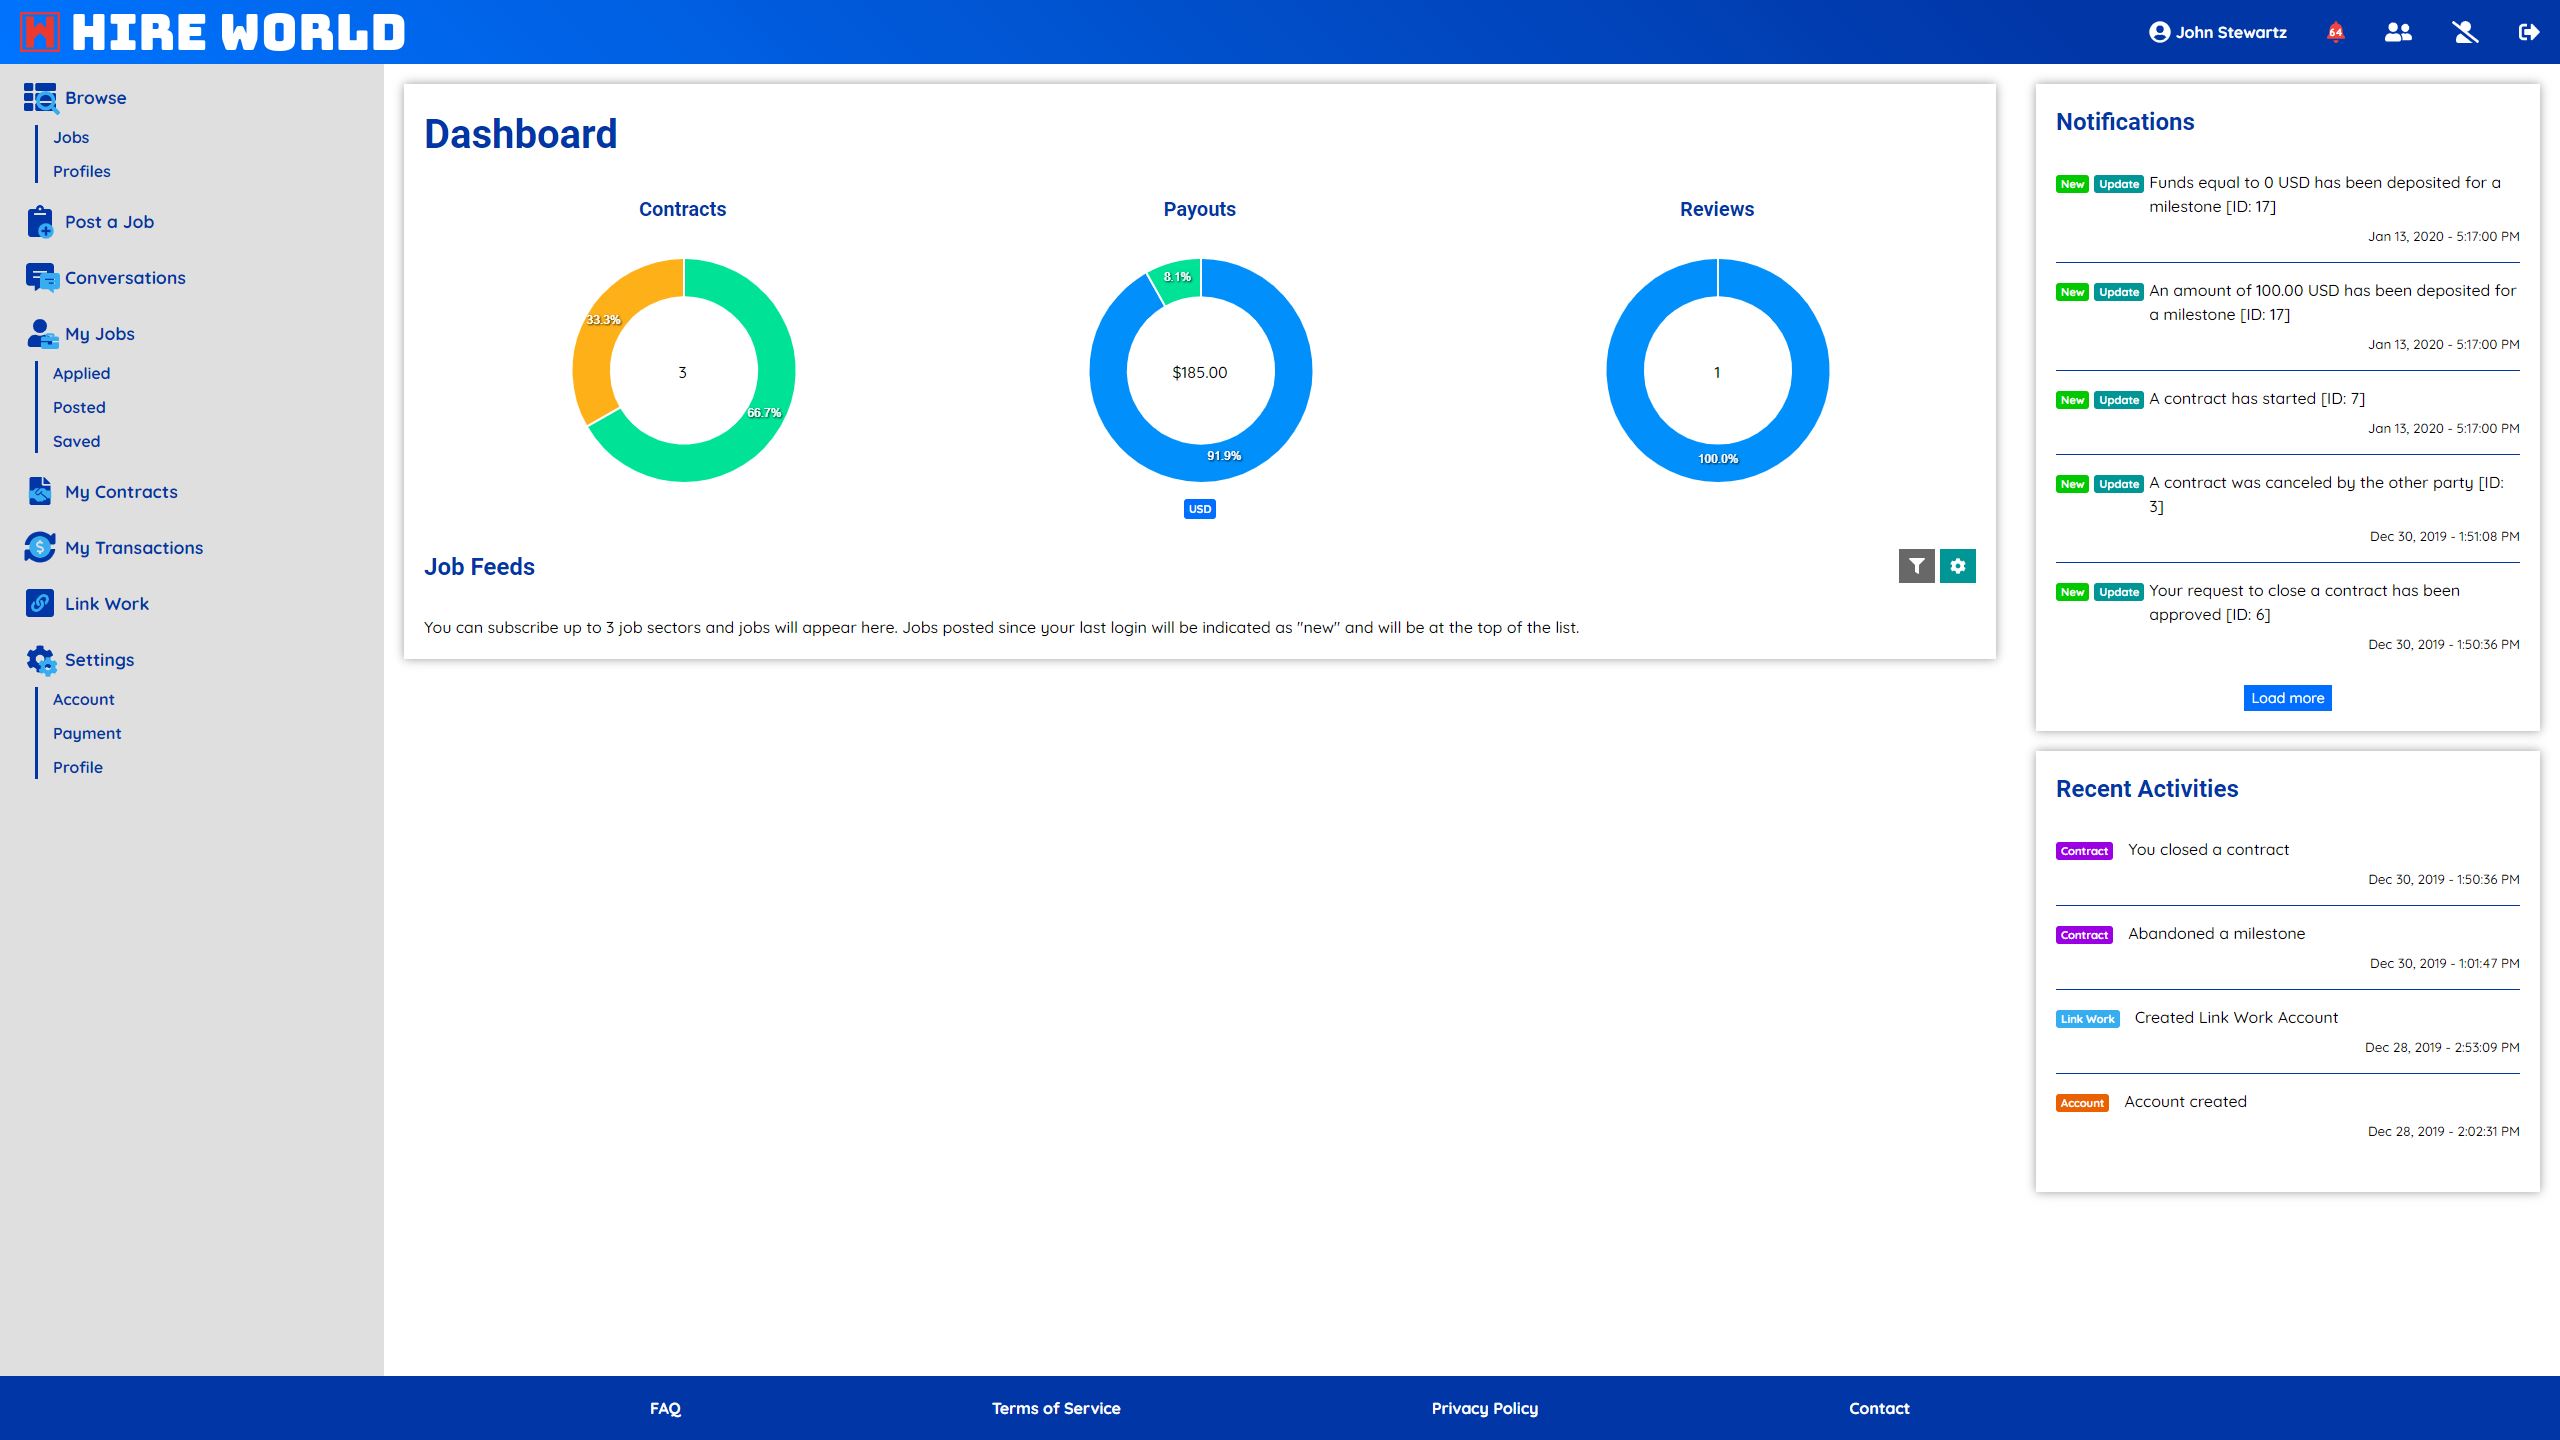 HIRE WORLD
John Stewartz
64
Browse
Jobs
Profiles
Post a Job
Conversations
My Jobs
Applied
Posted
Saved
My Contracts
My Transactions
Link Work
Settings
Account
Payment
Profile
Dashboard
Contracts
33.3%
3
66.7%
Payouts
8.1%
$185.00
91.9%
USD
Reviews
1
100.0%
Job Feeds
You can subscribe up to 3 job sectors and jobs will appear here. Jobs posted since your last login will be indicated as "new" and will be at the top of the list.
Notifications
New Update Funds equal to 0 USD has been deposited for a
milestone [ID: 17]
Jan 13, 2020 - 5:17:00 PM
New Update An amount of 100.00 USD has been deposited for
a milestone [ID: 17]
Jan 13, 2020 - 5:17:00 PM
New Update A contract has started [ID: 7]
Jan 13, 2020 - 5:17:00 PM
New Update A contract was canceled by the other party [ID:
3]
Dec 30, 2019 - 1:51:08 PM
New Update Your request to close a contract has been
approved [ID: 6]
Dec 30, 2019 - 1:50:36 PM
Load more
Recent Activities
Contract You closed a contract
Dec 30, 2019 - 1:50:36 PM
Contract Abandoned a milestone
Dec 30, 2019 - 1:01:47 PM
Link Work Created Link Work Account
Dec 28, 2019 - 2:53:09 PM
Account Account created
Dec 28, 2019 - 2:02:31 PM
FAQ
Terms of Service
Privacy Policy
Contact